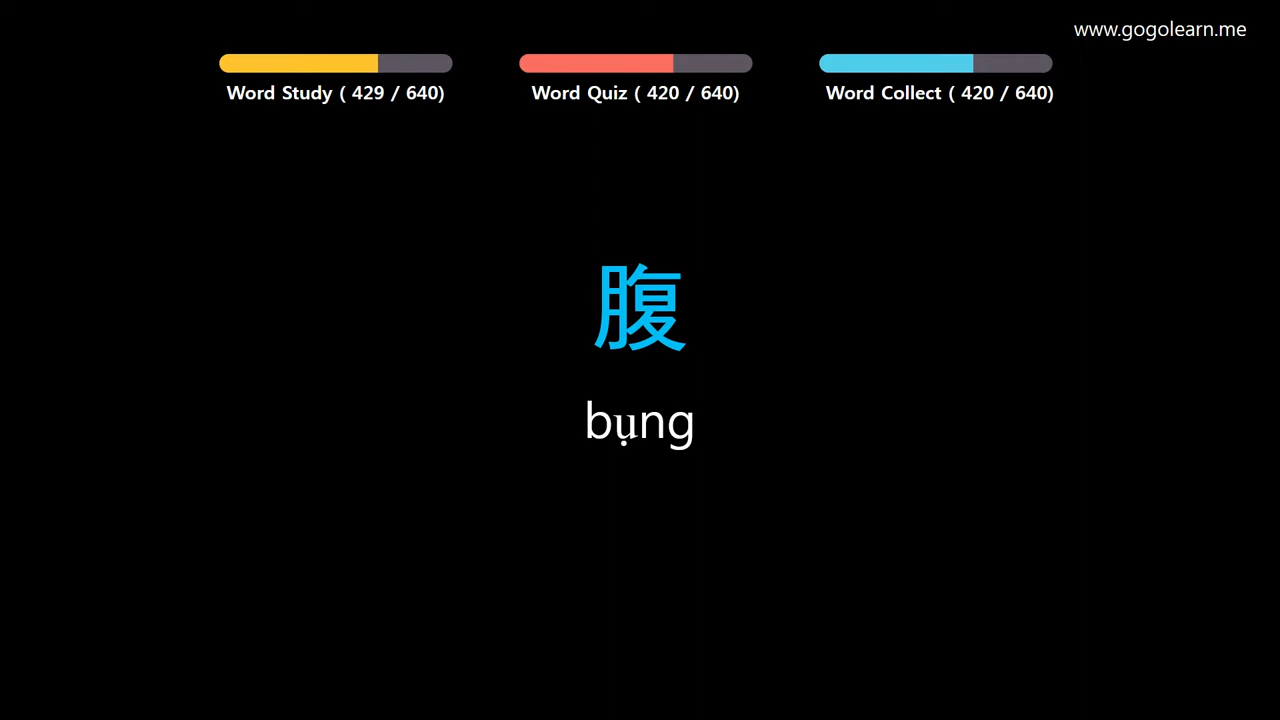 www.gogolearn.me
Word Study ( 429 / 640)
Word Quiz ( 420 / 640)
Word Collect ( 420 / 640)
腹
bụng